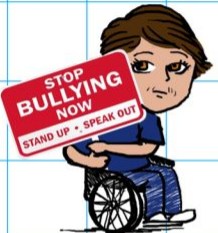 STOP
BULLYING
NOW
STAND UP • SPEAK OUT